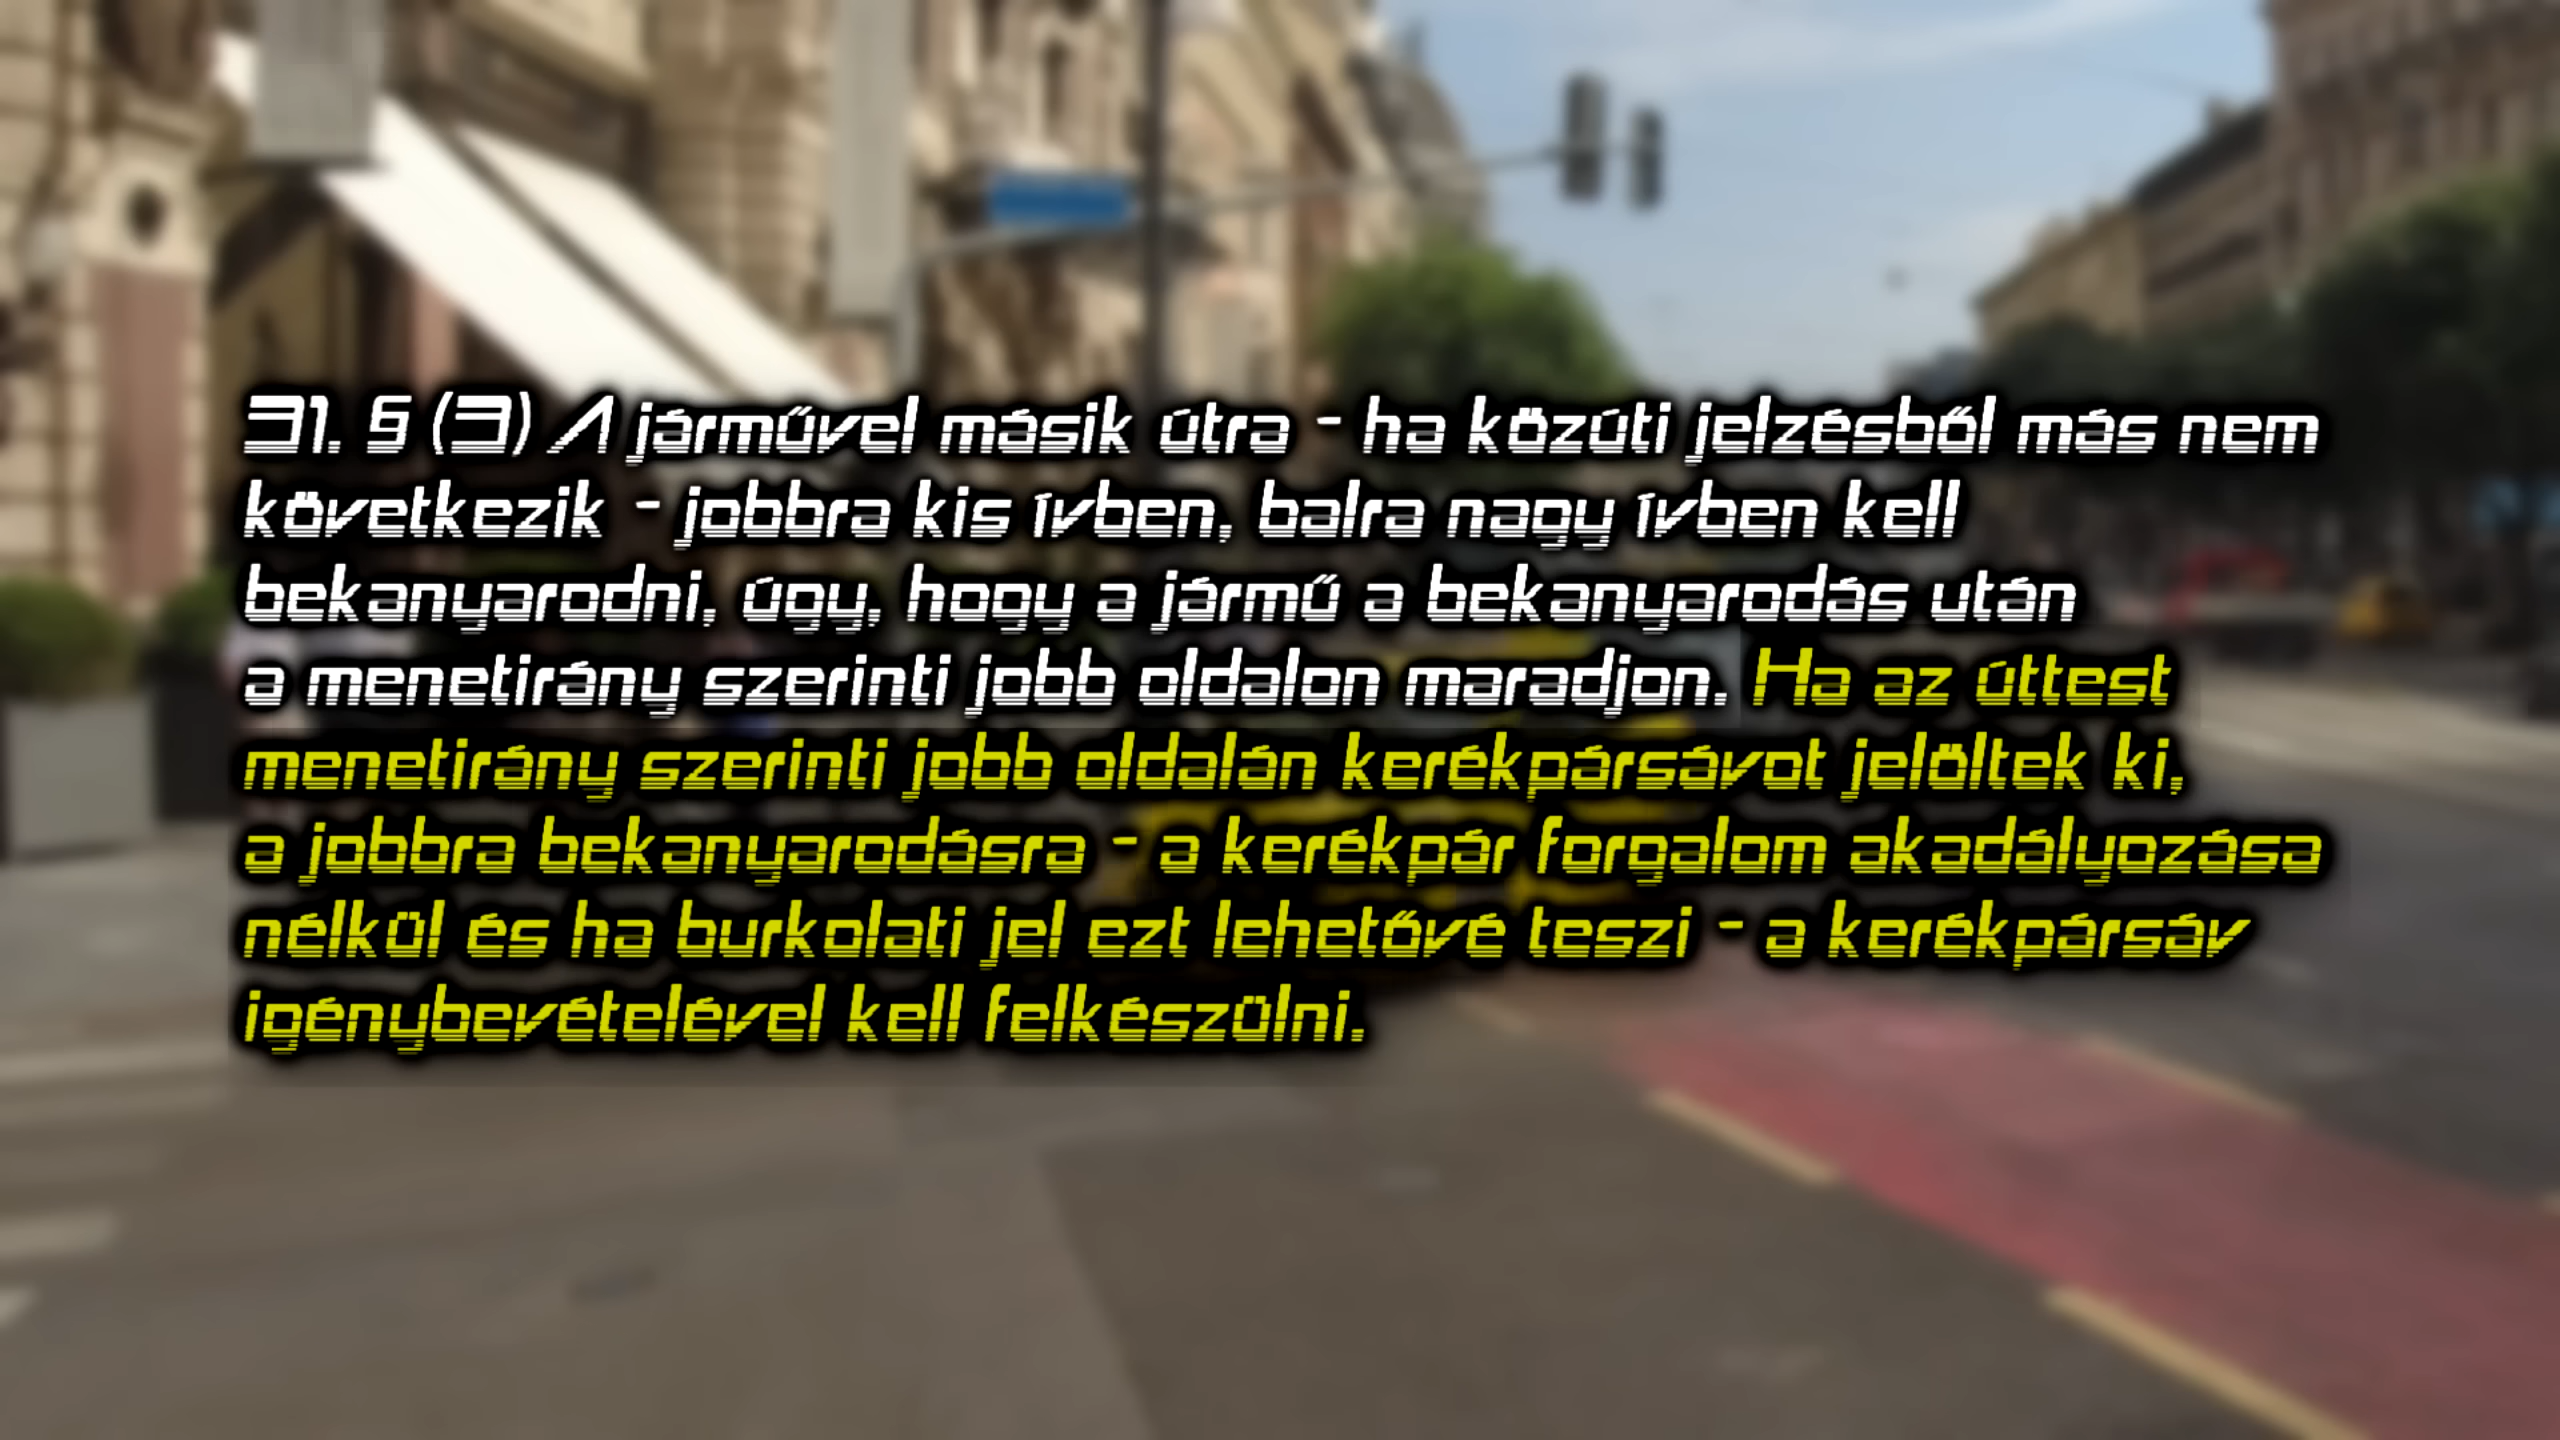 31. § (3) A járművel másik útra - ha közúti jelzésből más nem
következik - jobbra kis ívben, balra nagy ívben kell
bekanyarodni, úgy, hogy a jármű a bekanyarodás után
a menetirány szerinti jobb oldalon maradjon. Ha az úttest
menetirány szerinti jobb oldalán kerékpársávot jelöltek ki,
a jobbra bekanyarodásra - a kerékpár forgalom akadályozása
nélkül és ha burkolati jel ezt lehetővé teszi - a kerékpársáv
igénybevételével kell felkészülni.